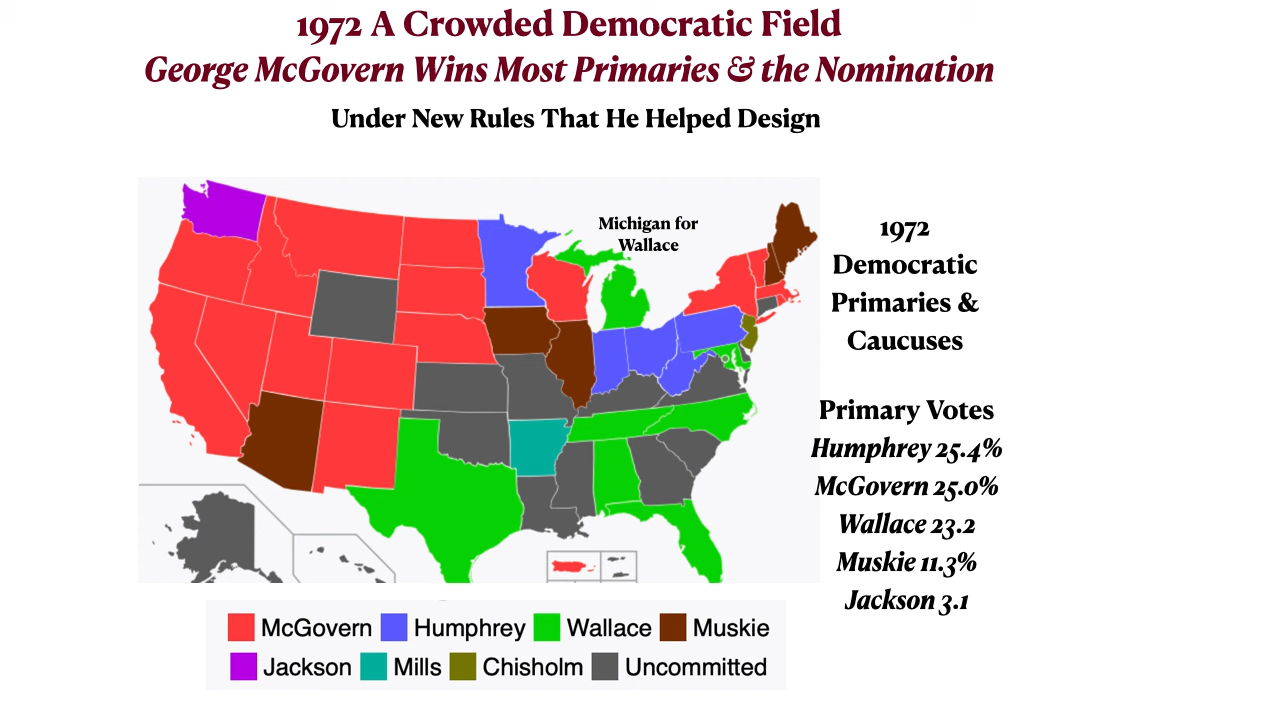 1972 A Crowded Democratic Field
George McGovern Wins Most Primaries & the Nomination
Under New Rules That He Helped Design
Michigan for
Wallace
1972
Democratic
Primaries &
Caucuses
Primary Votes
Humphrey 25.4%
McGovern 25.0%
Wallace 23.2
Muskie 11.3%
Jackson 3.1
McGovern Humphrey Wallace Muskie
Jackson Mills Chisholm Uncommitted